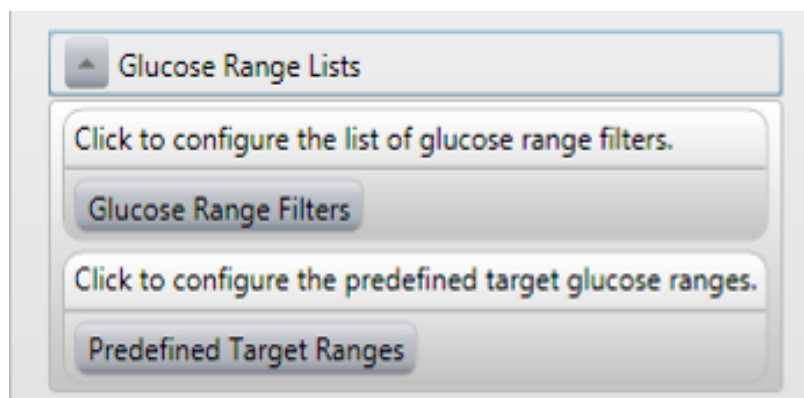 Glucose Range Lists
Click to configure the list of glucose range filters.
Glucose Range Filters
Click to configure the predefined target glucose ranges.
Predefined Target Ranges